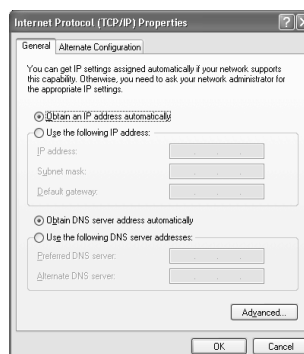 Internet Protocol (TCP/IP) Properties
General
Alternate Configuration
You can get IP settings assigned automatically if your network supports
this capability. Otherwise, you need to ask your network administrator for
the appropriate IP settings.
Obtain an IP address automatically
Use the following IP address:
IP address:
Subnet mask:
Default gateway:
Obtain DNS server address automatically
Use the following DNS server addresses:
Preferred DNS server:
Alternate DNS server:
Advanced...
OK
Cancel